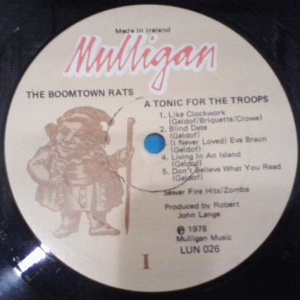 Made in Ireland
Mulligan
THE BOOMTOWN RATS
A TONIC FOR THE TROOPS
1. Like Clockwork
(Geldof/Briquette/Crowe)
2. Blind Date
(Geldof)
3. (I Never Loved) Eva Braun
(Geldof)
4. Living In An Island
(Geldof)
5. Don't Believe What You Read
(Geldof)
Sewer Fire Hits/Zomba
Produced by Robert
John Lange
℗ 1978
Mulligan Music
LUN 026
I